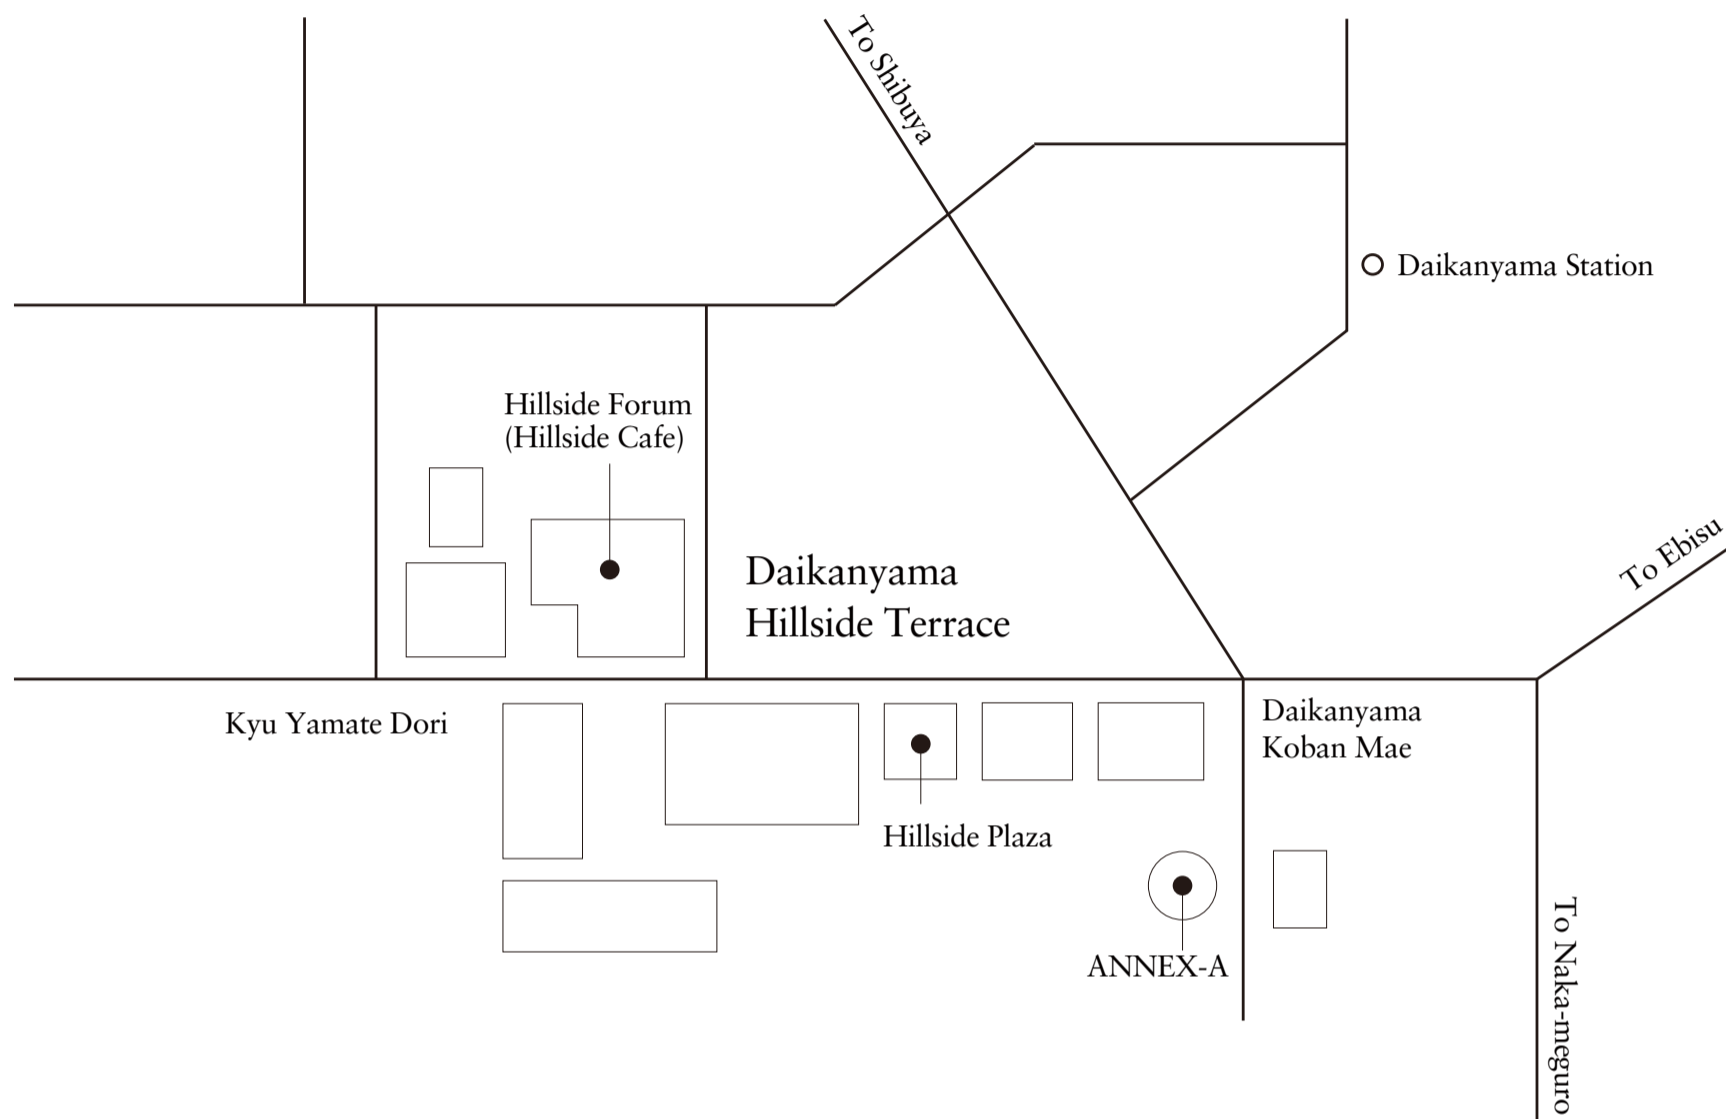 To Shibuya
Daikanyama Station
Hillside Forum
(Hillside Cafe)
Daikanyama
Hillside Terrace
To Ebisu
Kyu Yamate Dori
Daikanyama
Koban Mae
Hillside Plaza
ANNEX-A
To Naka-meguro